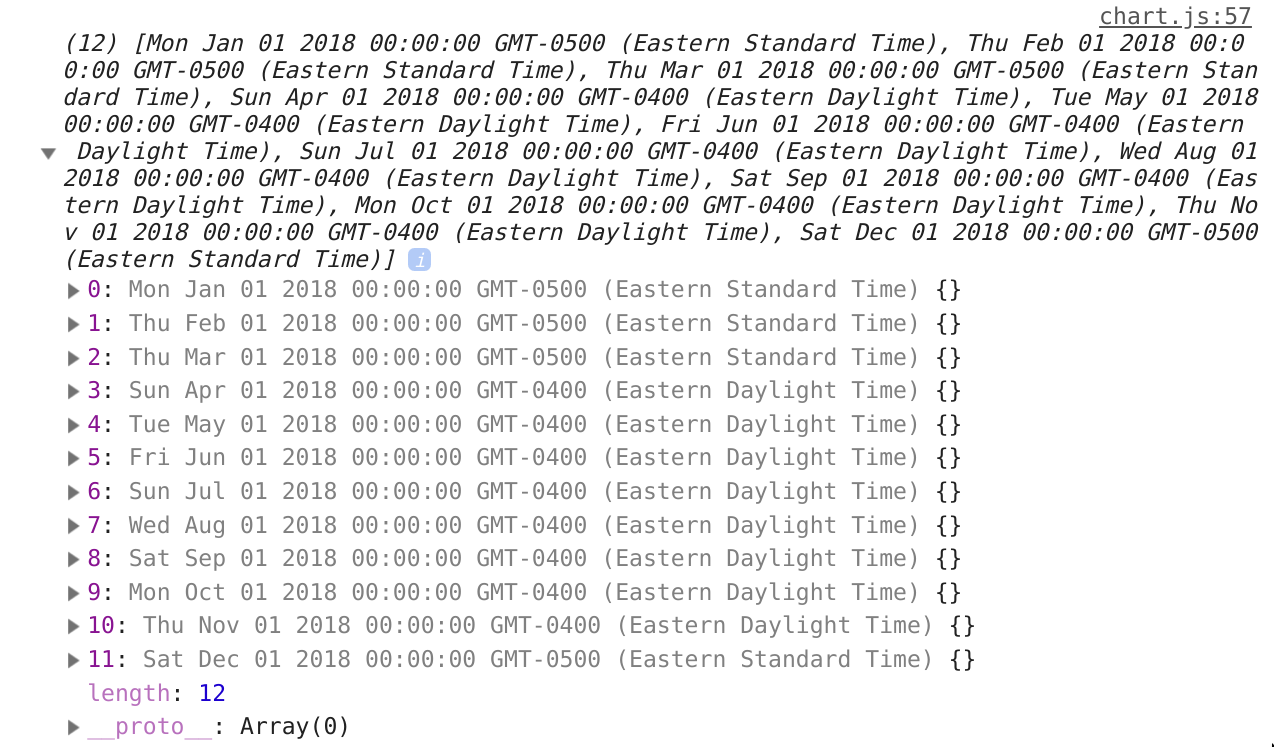 chart.js:57
(12) [Mon Jan 01 2018 00:00:00 GMT-0500 (Eastern Standard Time), Thu Feb 01 2018 00:0
0:00 GMT-0500 (Eastern Standard Time), Thu Mar 01 2018 00:00:00 GMT-0500 (Eastern Stan
dard Time), Sun Apr 01 2018 00:00:00 GMT-0400 (Eastern Daylight Time), Tue May 01 2018
00:00:00 GMT-0400 (Eastern Daylight Time), Fri Jun 01 2018 00:00:00 GMT-0400 (Eastern
Daylight Time), Sun Jul 01 2018 00:00:00 GMT-0400 (Eastern Daylight Time), Wed Aug 01
2018 00:00:00 GMT-0400 (Eastern Daylight Time), Sat Sep 01 2018 00:00:00 GMT-0400 (Eas
tern Daylight Time), Mon Oct 01 2018 00:00:00 GMT-0400 (Eastern Daylight Time), Thu No
v 01 2018 00:00:00 GMT-0400 (Eastern Daylight Time), Sat Dec 01 2018 00:00:00 GMT-0500
(Eastern Standard Time)] i
0: Mon Jan 01 2018 00:00:00 GMT-0500 (Eastern Standard Time) {}
1: Thu Feb 01 2018 00:00:00 GMT-0500 (Eastern Standard Time) {}
2: Thu Mar 01 2018 00:00:00 GMT-0500 (Eastern Standard Time) {}
3: Sun Apr 01 2018 00:00:00 GMT-0400 (Eastern Daylight Time) {}
4: Tue May 01 2018 00:00:00 GMT-0400 (Eastern Daylight Time) {}
5: Fri Jun 01 2018 00:00:00 GMT-0400 (Eastern Daylight Time) {}
6: Sun Jul 01 2018 00:00:00 GMT-0400 (Eastern Daylight Time) {}
7: Wed Aug 01 2018 00:00:00 GMT-0400 (Eastern Daylight Time) {}
8: Sat Sep 01 2018 00:00:00 GMT-0400 (Eastern Daylight Time) {}
9: Mon Oct 01 2018 00:00:00 GMT-0400 (Eastern Daylight Time) {}
10: Thu Nov 01 2018 00:00:00 GMT-0400 (Eastern Daylight Time) {}
11: Sat Dec 01 2018 00:00:00 GMT-0500 (Eastern Standard Time) {}
length: 12
__proto__: Array(0)